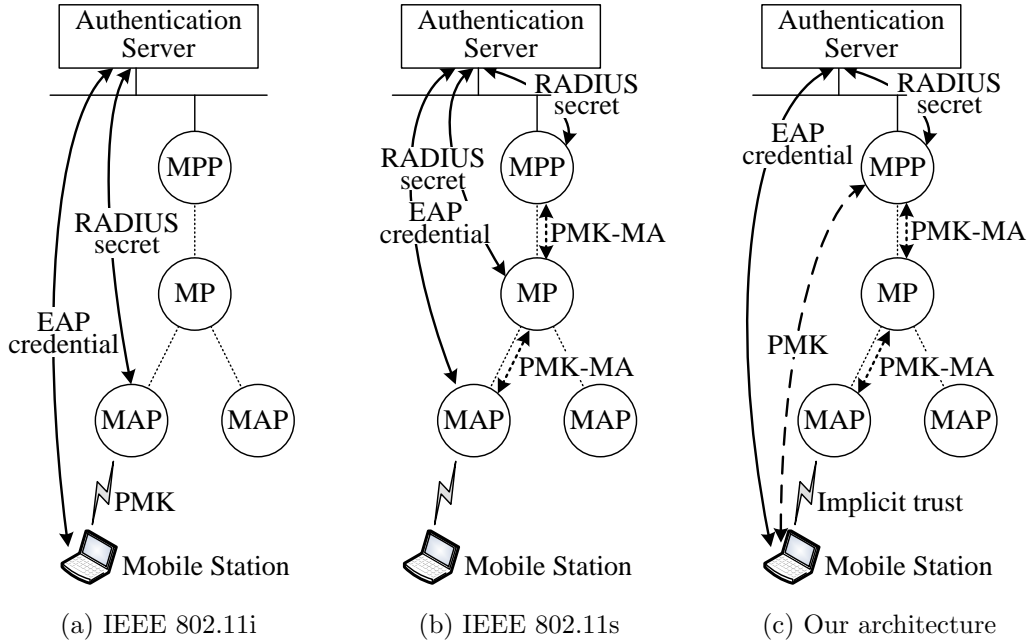 Authentication
Server
MPP
RADIUS
secret
MP
EAP
credential
MAP
MAP
PMK
Mobile Station
(a) IEEE 802.11i
Authentication
Server
RADIUS
secret
MPP
RADIUS
secret
EAP
credential
PMK-MA
MP
PMK-MA
MAP
MAP
Mobile Station
(b) IEEE 802.11s
Authentication
Server
RADIUS
secret
EAP
credential
MPP
PMK-MA
MP
PMK
PMK-MA
MAP
MAP
Implicit trust
Mobile Station
(c) Our architecture